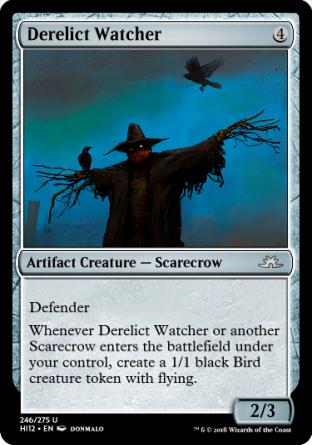 Derelict Watcher 4
Artifact Creature — Scarecrow
Defender
Whenever Derelict Watcher or another
Scarecrow enters the battlefield under
your control, create a 1/1 black Bird
creature token with flying.
2/3
246/275 U
HI12 • EN DONMALO
™ & © 2018 Wizards of the Coast